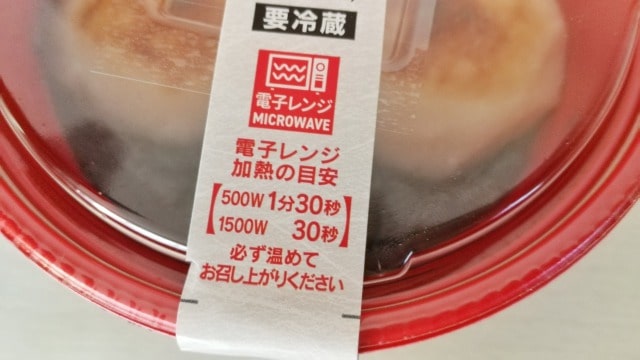 要冷蔵
電子レンジ
MICROWAVE
電子レンジ
加熱の目安
500W 1分30秒
1500W 30秒
必ず温めて
お召し上がりください